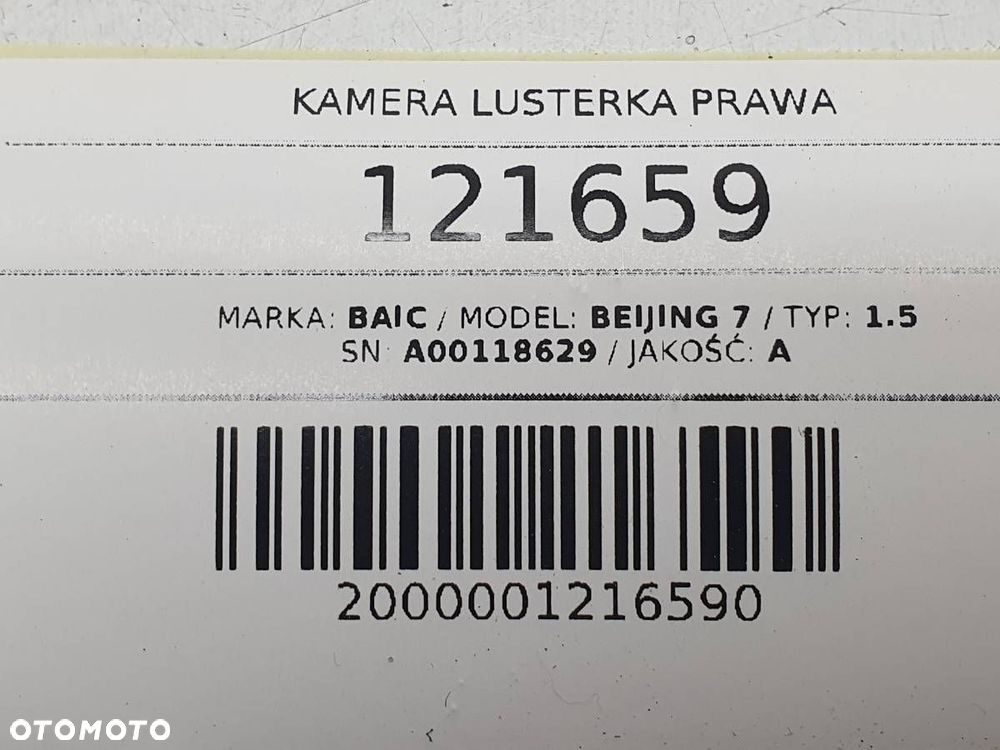 KAMERA LUSTERKA PRAWA
121659
MARKA: BAIC / MODEL: BEIJING 7 / TYP: 1.5
SN: A00118629 / JAKOŚĆ: A
2000001216590
OTOMOTO